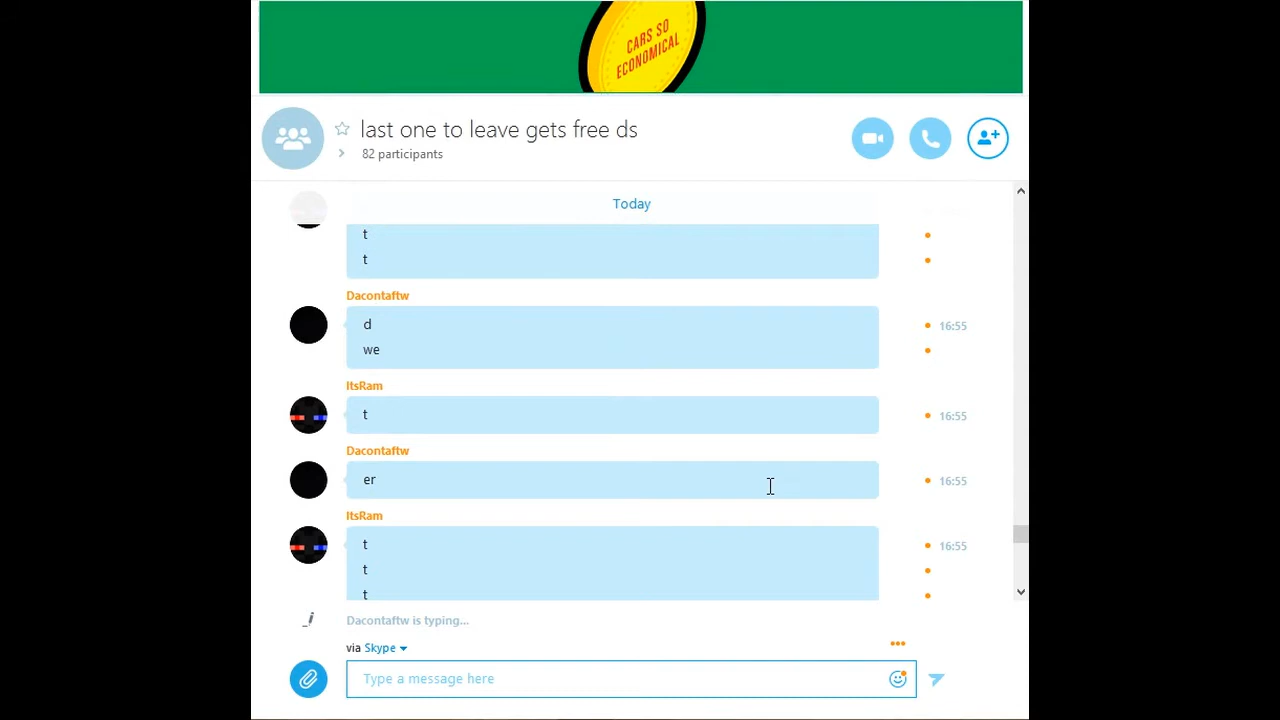 CARS SO
ECONOMICAL
last one to leave gets free ds
82 participants
Today
t
t
Dacontaftw
d
16:55
we
ItsRam
t
16:55
Dacontaftw
er
16:55
ItsRam
t
16:55
t
t
Dacontaftw is typing...
via Skype
Type a message here